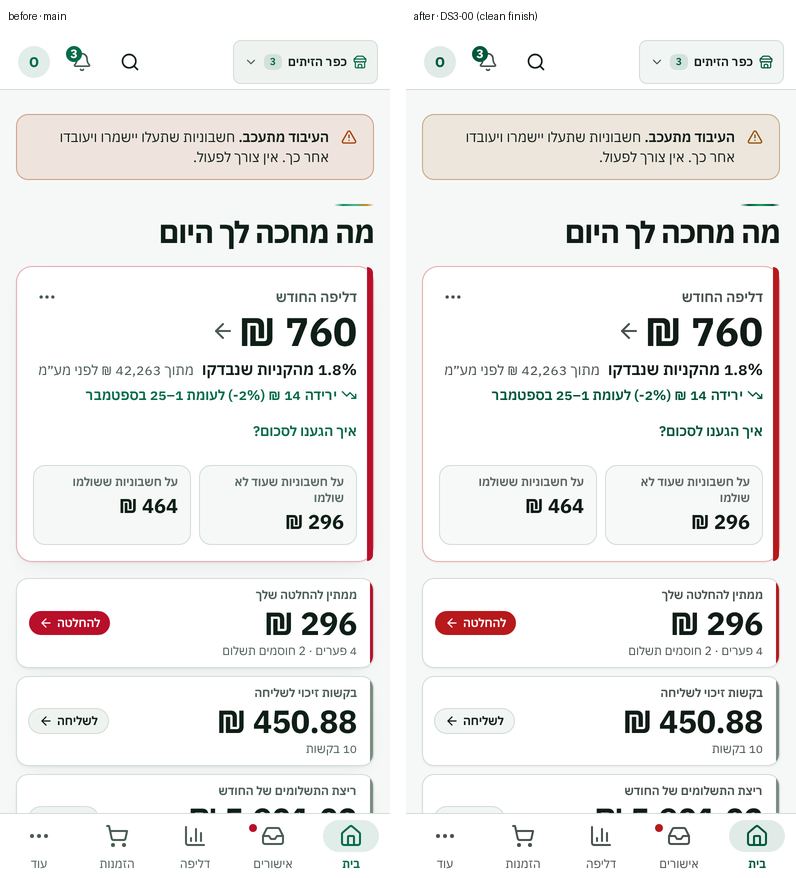 before · main
כפר הזיתים 3
3
O
העיבוד מתעכב. חשבוניות שתעלו יישמרו ויעובדו
אחר כך. אין צורך לפעול.
מה מחכה לך היום
דליפה החודש
760 ₪
1.8% מהקניות שנבדקו מתוך 42,263 ₪ לפני מע״מ
ירידה 14 ₪ (-2%) לעומת 1–25 בספטמבר
איך הגענו לסכום?
על חשבוניות שעוד לא
שולמו
296 ₪
על חשבוניות ששולמו
464 ₪
ממתין להחלטה שלך
296 ₪
4 פערים · 2 חוסמים תשלום
להחלטה
בקשות זיכוי לשליחה
450.88 ₪
10 בקשות
לשליחה
ריצת התשלומים של החודש
בית
אישורים
דליפה
הזמנות
עוד
after · DS3-00 (clean finish)
כפר הזיתים 3
3
O
העיבוד מתעכב. חשבוניות שתעלו יישמרו ויעובדו
אחר כך. אין צורך לפעול.
מה מחכה לך היום
דליפה החודש
760 ₪
1.8% מהקניות שנבדקו מתוך 42,263 ₪ לפני מע״מ
ירידה 14 ₪ (-2%) לעומת 1–25 בספטמבר
איך הגענו לסכום?
על חשבוניות שעוד לא
שולמו
296 ₪
על חשבוניות ששולמו
464 ₪
ממתין להחלטה שלך
296 ₪
4 פערים · 2 חוסמים תשלום
להחלטה
בקשות זיכוי לשליחה
450.88 ₪
10 בקשות
לשליחה
ריצת התשלומים של החודש
בית
אישורים
דליפה
הזמנות
עוד